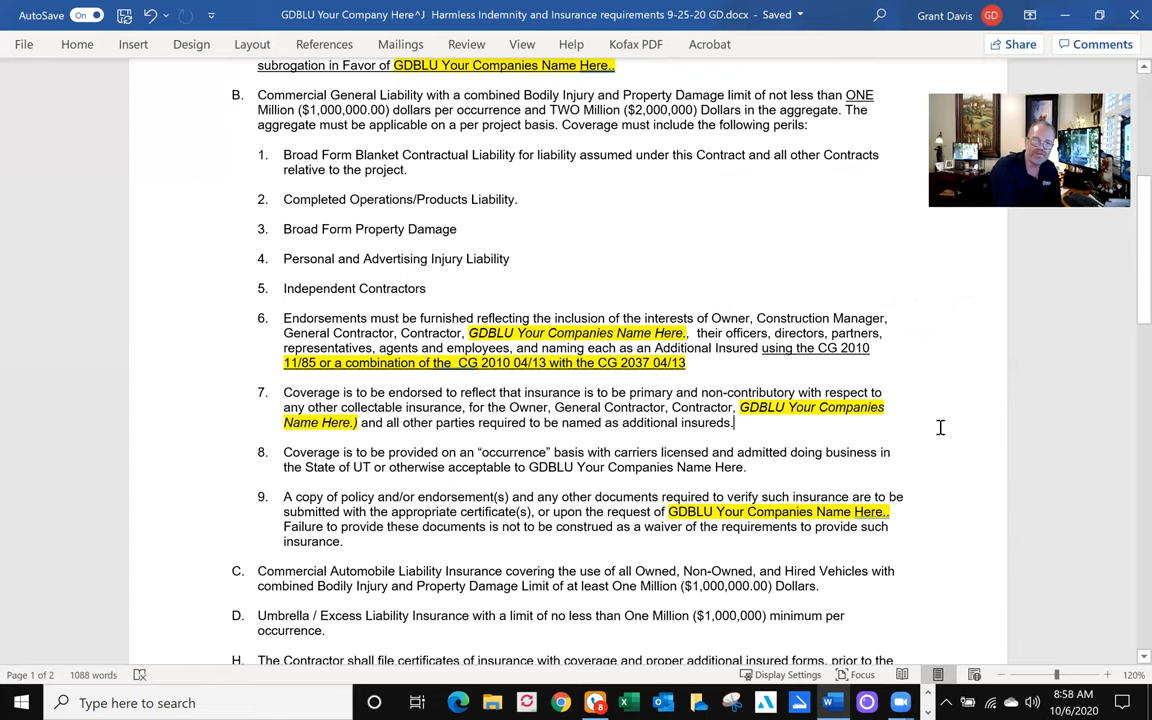 GDBLU Your Company Here^J Harmless Indemnity and Insurance requirements 9-25-20 GD.docx - Saved
AutoSave On
Grant Davis GD
File Home Insert Design Layout References Mailings Review View Help Kofax PDF Acrobat Share Comments
subrogation in Favor of GDBLU Your Companies Name Here..
B. Commercial General Liability with a combined Bodily Injury and Property Damage limit of not less than ONE
Million ($1,000,000.00) dollars per occurrence and TWO Million ($2,000,000) Dollars in the aggregate. The
aggregate must be applicable on a per project basis. Coverage must include the following perils:
1. Broad Form Blanket Contractual Liability for liability assumed under this Contract and all other Contracts
relative to the project.
2. Completed Operations/Products Liability.
3. Broad Form Property Damage
4. Personal and Advertising Injury Liability
5. Independent Contractors
6. Endorsements must be furnished reflecting the inclusion of the interests of Owner, Construction Manager,
General Contractor, Contractor, GDBLU Your Companies Name Here., their officers, directors, partners,
representatives, agents and employees, and naming each as an Additional Insured using the CG 2010
11/85 or a combination of the CG 2010 04/13 with the CG 2037 04/13
7. Coverage is to be endorsed to reflect that insurance is to be primary and non-contributory with respect to
any other collectable insurance, for the Owner, General Contractor, Contractor, GDBLU Your Companies
Name Here.) and all other parties required to be named as additional insureds.
8. Coverage is to be provided on an “occurrence” basis with carriers licensed and admitted doing business in
the State of UT or otherwise acceptable to GDBLU Your Companies Name Here.
9. A copy of policy and/or endorsement(s) and any other documents required to verify such insurance are to be
submitted with the appropriate certificate(s), or upon the request of GDBLU Your Companies Name Here..
Failure to provide these documents is not to be construed as a waiver of the requirements to provide such
insurance.
C. Commercial Automobile Liability Insurance covering the use of all Owned, Non-Owned, and Hired Vehicles with
combined Bodily Injury and Property Damage Limit of at least One Million ($1,000,000.00) Dollars.
D. Umbrella / Excess Liability Insurance with a limit of no less than One Million ($1,000,000) minimum per
occurrence.
H. The Contractor shall file certificates of insurance with coverage and proper additional insured forms, prior to the
Page 1 of 2 1088 words Display Settings Focus 120%
Type here to search
8:58 AM
10/6/2020